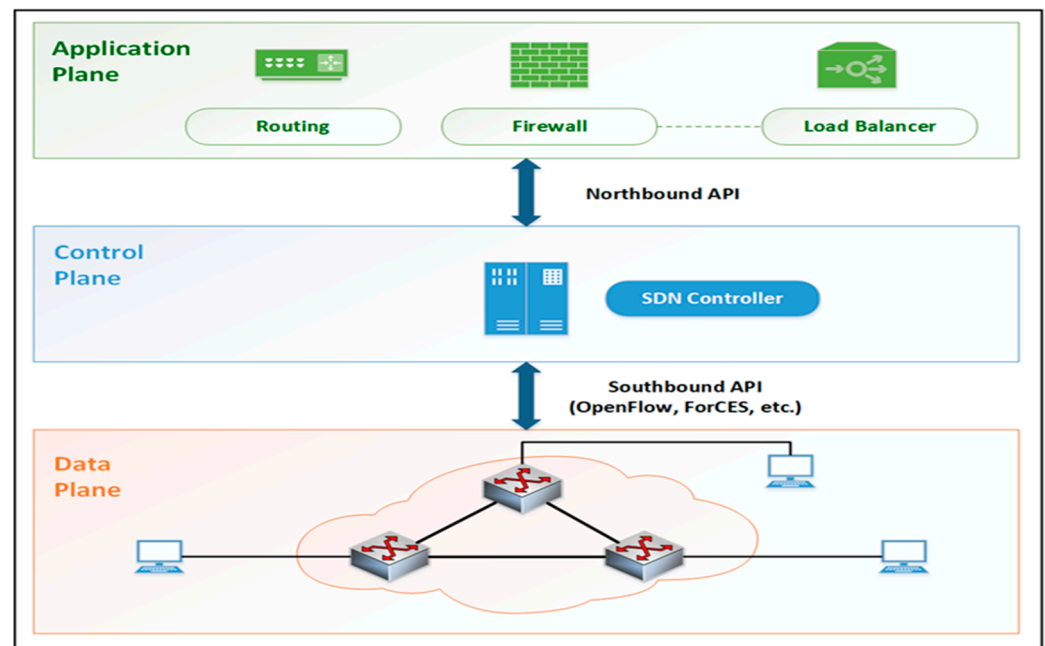 Application
Plane
Routing
Firewall
Load Balancer
Northbound API
Control
Plane
SDN Controller
Southbound API
(OpenFlow, ForCES, etc.)
Data
Plane